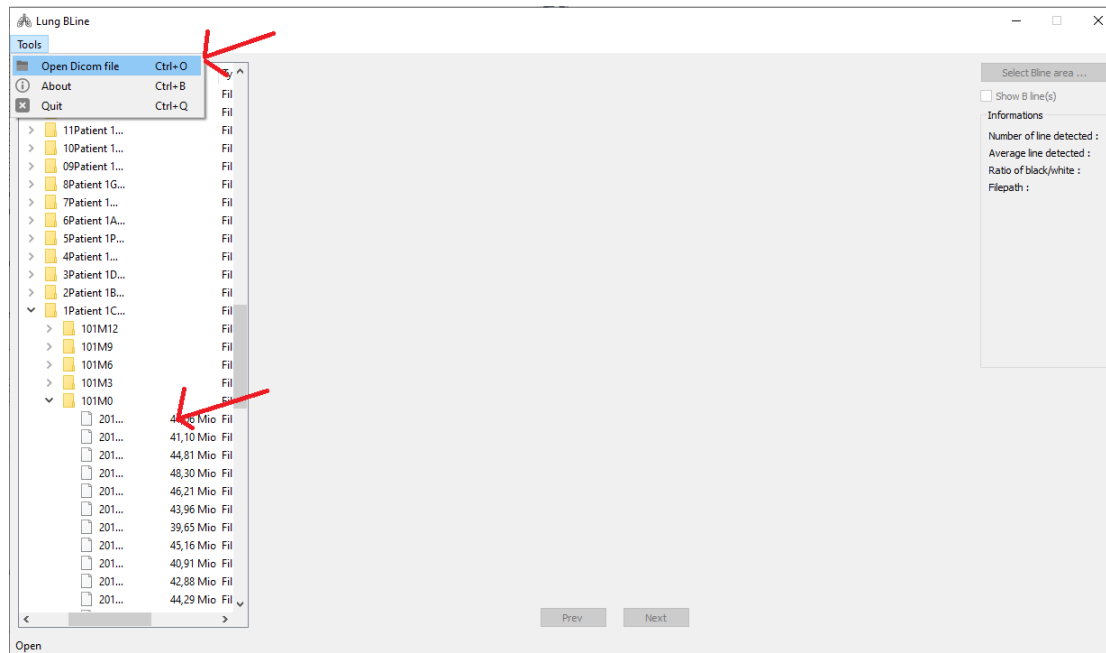 Lung BLine
Tools
Open Dicom file Ctrl+O
About Ctrl+B
Quit Ctrl+Q
Ty
Fil
Fil
11Patient 1... Fil
10Patient 1... Fil
09Patient 1... Fil
8Patient 1G... Fil
7Patient 1... Fil
6Patient 1A... Fil
5Patient 1P... Fil
4Patient 1... Fil
3Patient 1D... Fil
2Patient 1B... Fil
1Patient 1C... Fil
101M12 Fil
101M9 Fil
101M6 Fil
101M3 Fil
101M0 Fil
201... Mio Fil
201... 41,10 Mio Fil
201... 44,81 Mio Fil
201... 48,30 Mio Fil
201... 46,21 Mio Fil
201... 43,96 Mio Fil
201... 39,65 Mio Fil
201... 45,16 Mio Fil
201... 40,91 Mio Fil
201... 42,88 Mio Fil
201... 44,29 Mio Fil
Select Bline area ...
Show B line(s)
Informations
Number of line detected :
Average line detected :
Ratio of black/white :
Filepath :
Prev Next
Open